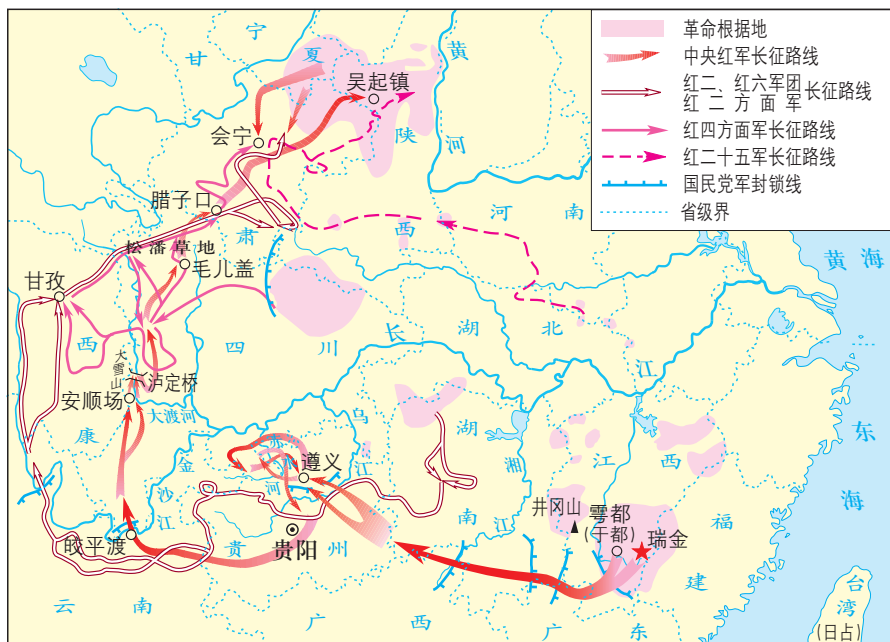 革命根据地
中央红军长征路线
红二、红六军团
红二方面军
长征路线
红四方面军长征路线
红二十五军长征路线
国民党军封锁线
省级界
甘
宁
夏
黄
河
吴起镇
会宁
陕
腊子口
肃
西
河
南
松潘草地
毛儿盖
甘孜
黄海
西
四
川
长
湖
北
江
大雪山
泸定桥
安顺场
大渡河
康
乌
江
湖
东
海
赤
水
河
遵义
金
沙
江
湘
江
江
西
井冈山
雩都
(于都)
瑞金
福
建
南
皎平渡
贵
贵阳
州
云
南
广
西
广
东
台
湾
(日占)